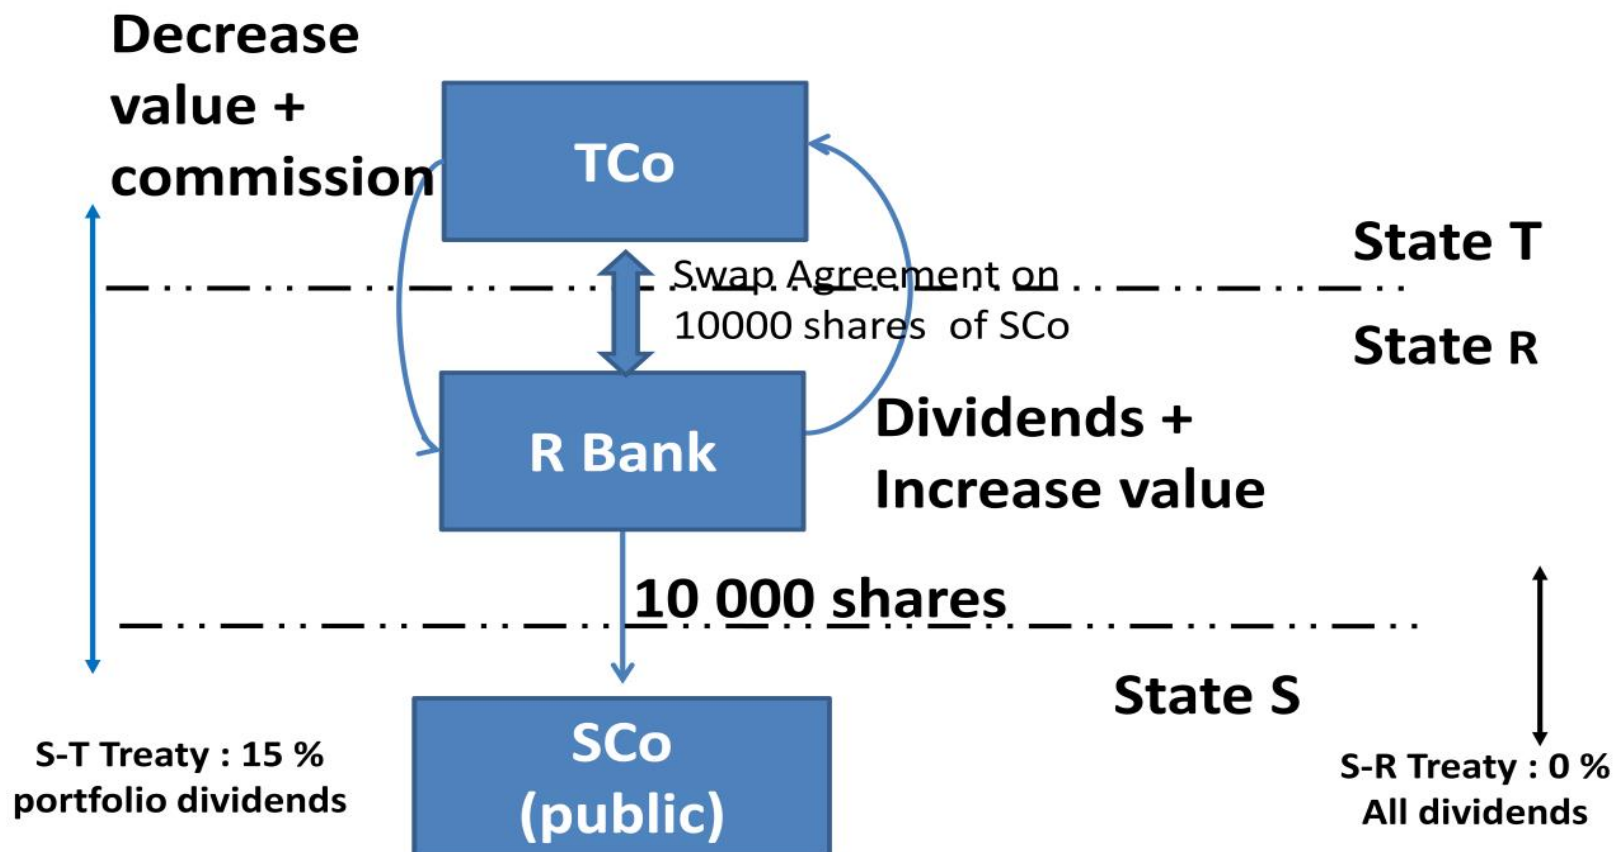 Decrease
value +
commission
TCo
State T
Swap Agreement on
10000 shares of SCo
State R
Dividends +
Increase value
R Bank
10 000 shares
State S
SCo
(public)
S-T Treaty : 15 %
portfolio dividends
S-R Treaty : 0 %
All dividends